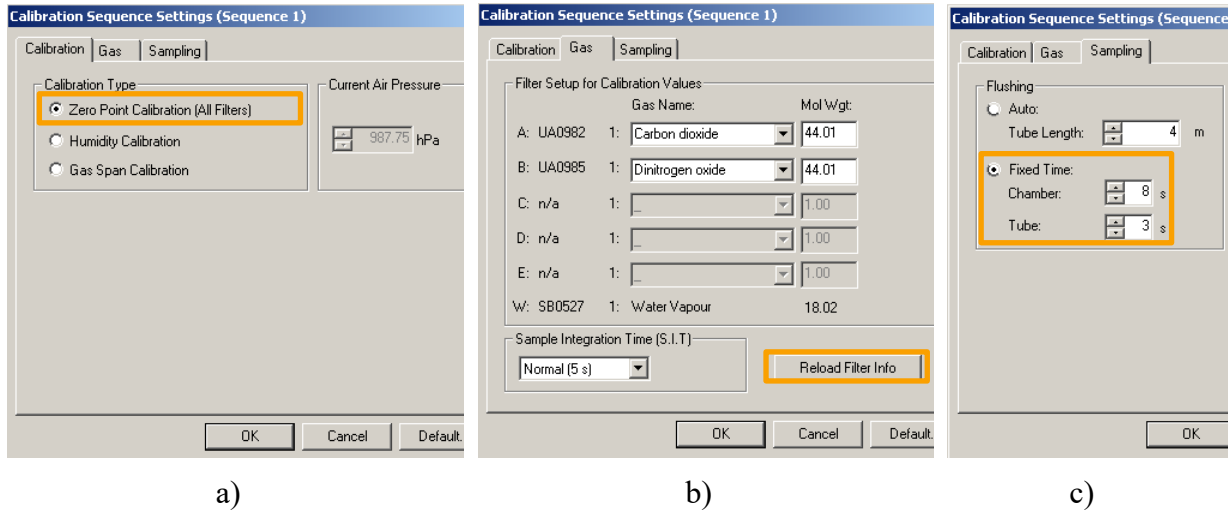 Calibration Sequence Settings (Sequence 1)
Calibration Gas Sampling
Calibration Type
Zero Point Calibration (All Filters)
Humidity Calibration
Gas Span Calibration
Current Air Pressure
987.75 hPa
OK Cancel Default.
a)
Calibration Sequence Settings (Sequence 1)
Calibration Gas Sampling
Filter Setup for Calibration Values
Gas Name: Mol Wgt:
A: UA0982 1: Carbon dioxide 44.01
B: UA0985 1: Dinitrogen oxide 44.01
C: n/a 1: _ 1.00
D: n/a 1: _ 1.00
E: n/a 1: _ 1.00
W: SB0527 1: Water Vapour 18.02
Sample Integration Time (S.I.T)
Normal (5 s)
Reload Filter Info
OK Cancel Default.
b)
Calibration Sequence Settings (Sequence
Calibration Gas Sampling
Flushing
Auto:
Tube Length: 4 m
Fixed Time:
Chamber: 8 s
Tube: 3 s
OK
c)